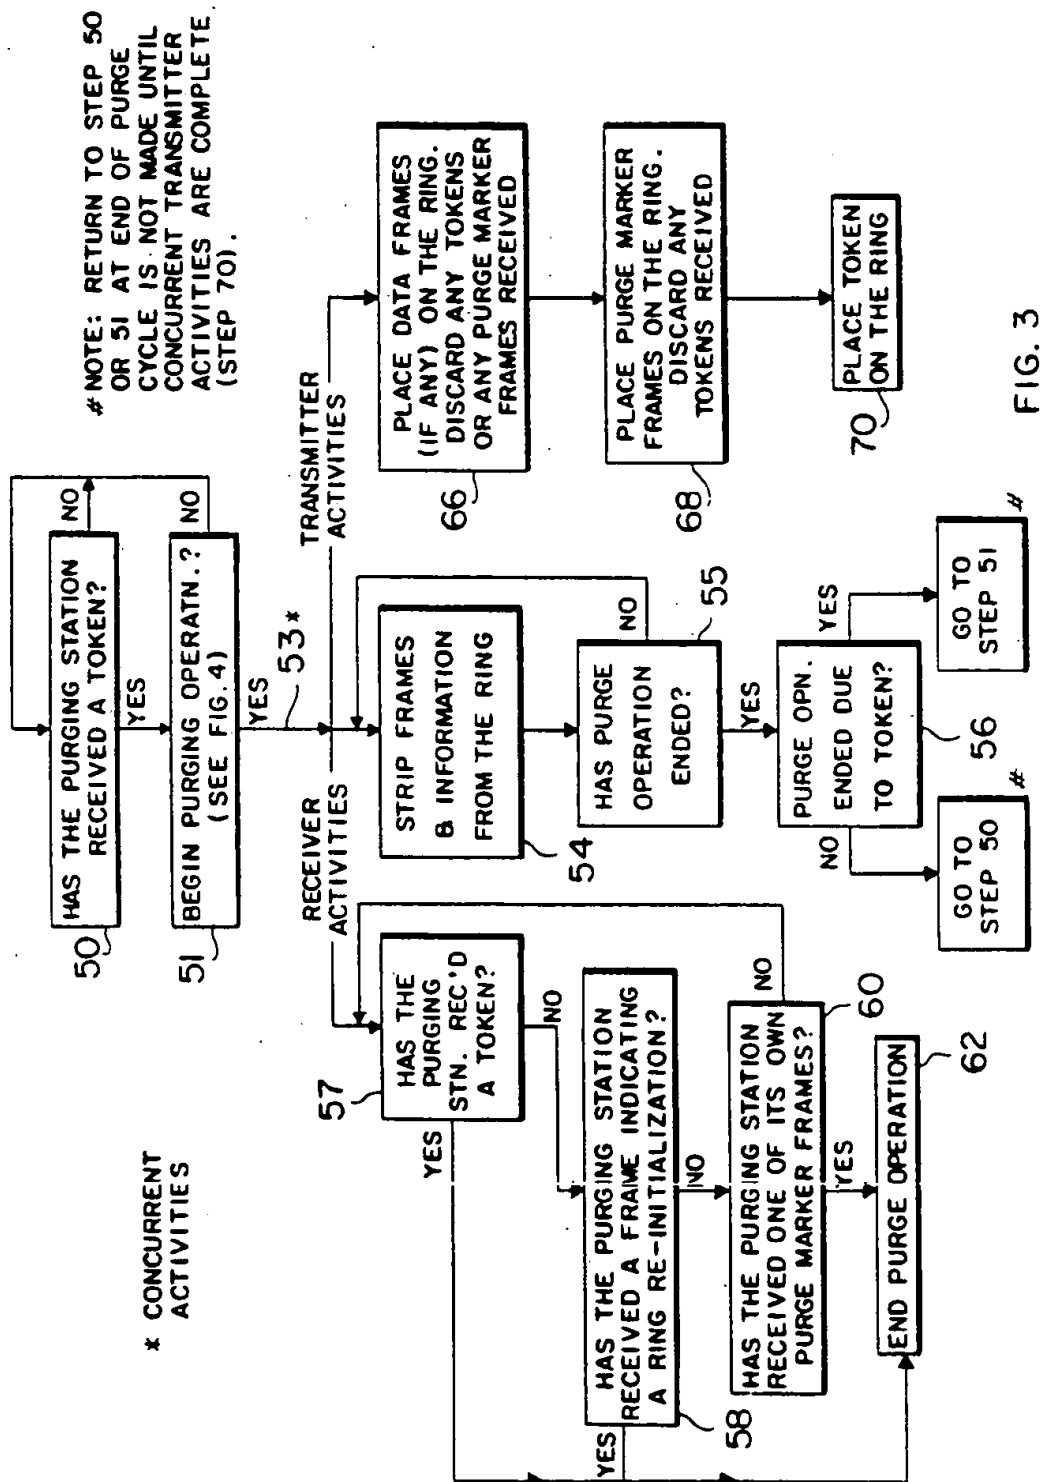 HAS THE PURGING STATION
RECEIVED A TOKEN?
50
NO
YES
BEGIN PURGING OPERATN.?
(SEE FIG. 4)
51
NO
YES
53*
# NOTE: RETURN TO STEP 50
OR 51 AT END OF PURGE
CYCLE IS NOT MADE UNTIL
CONCURRENT TRANSMITTER
ACTIVITIES ARE COMPLETE
(STEP 70).
* CONCURRENT
ACTIVITIES
RECEIVER
ACTIVITIES
TRANSMITTER
ACTIVITIES
HAS THE
PURGING
STN. REC'D
A TOKEN?
57
YES
NO
HAS THE PURGING STATION
RECEIVED A FRAME INDICATING
A RING RE-INITIALIZATION?
58
YES
NO
HAS THE PURGING STATION
RECEIVED ONE OF ITS OWN
PURGE MARKER FRAMES?
60
NO
YES
END PURGE OPERATION
62
STRIP FRAMES
& INFORMATION
FROM THE RING
54
HAS PURGE
OPERATION
ENDED?
55
NO
YES
PURGE OPN.
ENDED DUE
TO TOKEN?
56
NO
YES
GO TO
STEP 50
#
GO TO
STEP 51
#
PLACE DATA FRAMES
(IF ANY) ON THE RING.
DISCARD ANY TOKENS
OR ANY PURGE MARKER
FRAMES RECEIVED
66
PLACE PURGE MARKER
FRAMES ON THE RING.
DISCARD ANY
TOKENS RECEIVED
68
PLACE TOKEN
ON THE RING
70
FIG. 3